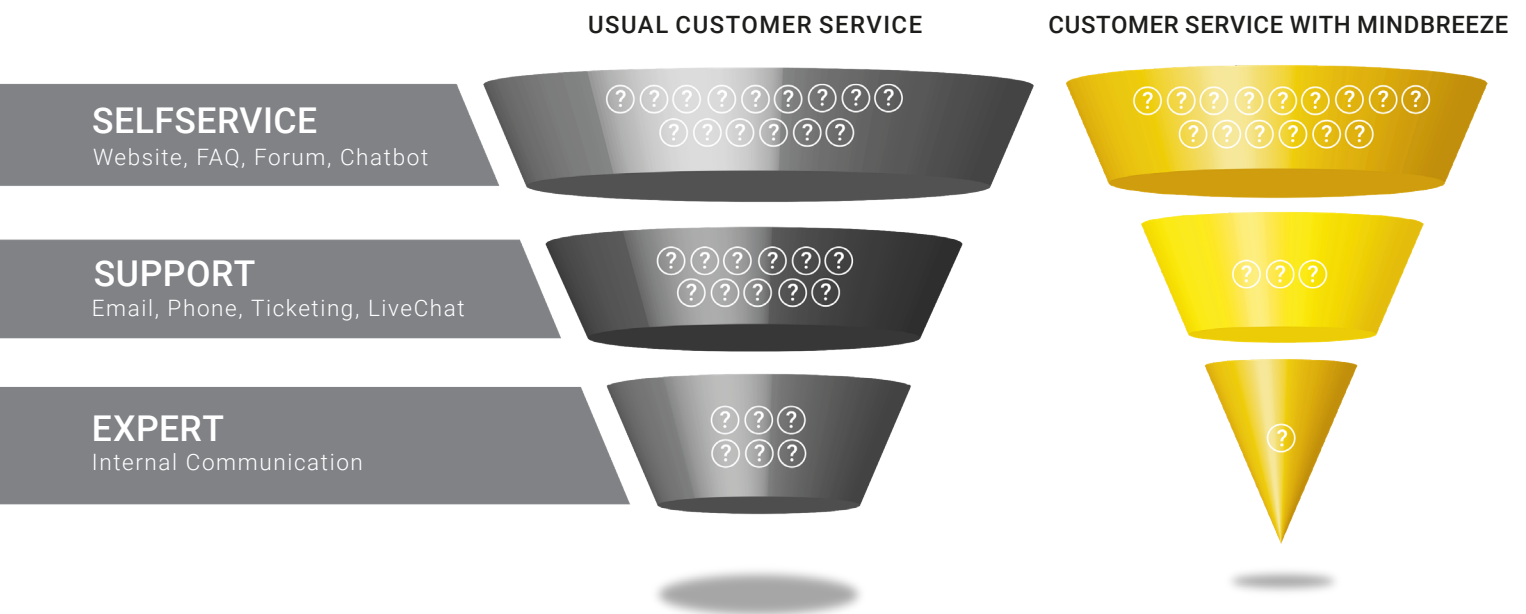 USUAL CUSTOMER SERVICE
CUSTOMER SERVICE WITH MINDBREEZE
SELFSERVICE
Website, FAQ, Forum, Chatbot
? ? ? ? ? ? ? ? ?
? ? ? ? ? ?
? ? ? ? ? ? ? ? ?
? ? ? ? ? ?
SUPPORT
Email, Phone, Ticketing, LiveChat
? ? ? ? ? ?
? ? ? ? ?
? ? ?
EXPERT
Internal Communication
? ? ?
? ? ?
?